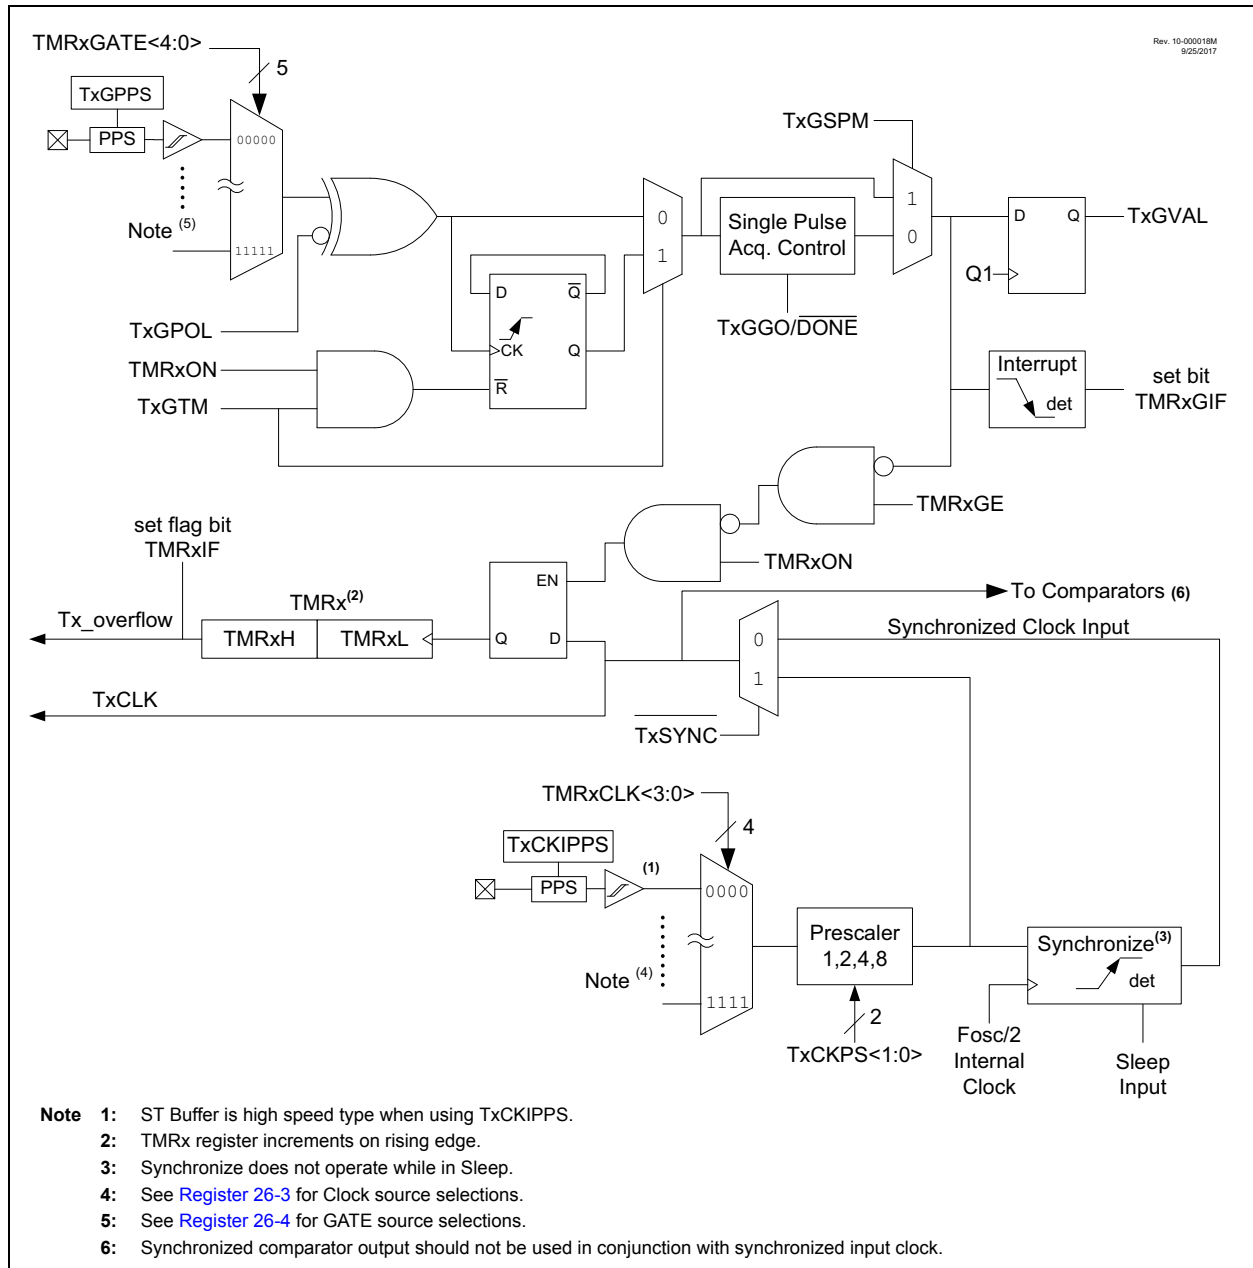 Rev. 10-000018M
9/25/2017
TMRxGATE<4:0>
5
TxGPPS
PPS
00000
Note (5)
11111
TxGPOL
TMRxON
TxGTM
D
Q
CK
Q
R
0
1
Single Pulse
Acq. Control
TxGGO/DONE
TxGSPM
1
0
D
Q
Q1
TxGVAL
Interrupt
det
set bit
TMRxGIF
TMRxGE
TMRxON
set flag bit
TMRxIF
Tx_overflow
TMRx(2)
TMRxH
TMRxL
EN
Q
D
TxCLK
To Comparators (6)
Synchronized Clock Input
0
1
TxSYNC
TMRxCLK<3:0>
4
TxCKIPPS
PPS
(1)
0000
Note (4)
1111
Prescaler
1,2,4,8
2
TxCKPS<1:0>
Synchronize(3)
det
Fosc/2
Internal
Clock
Sleep
Input
Note 1: ST Buffer is high speed type when using TxCKIPPS.
2: TMRx register increments on rising edge.
3: Synchronize does not operate while in Sleep.
4: See Register 26-3 for Clock source selections.
5: See Register 26-4 for GATE source selections.
6: Synchronized comparator output should not be used in conjunction with synchronized input clock.